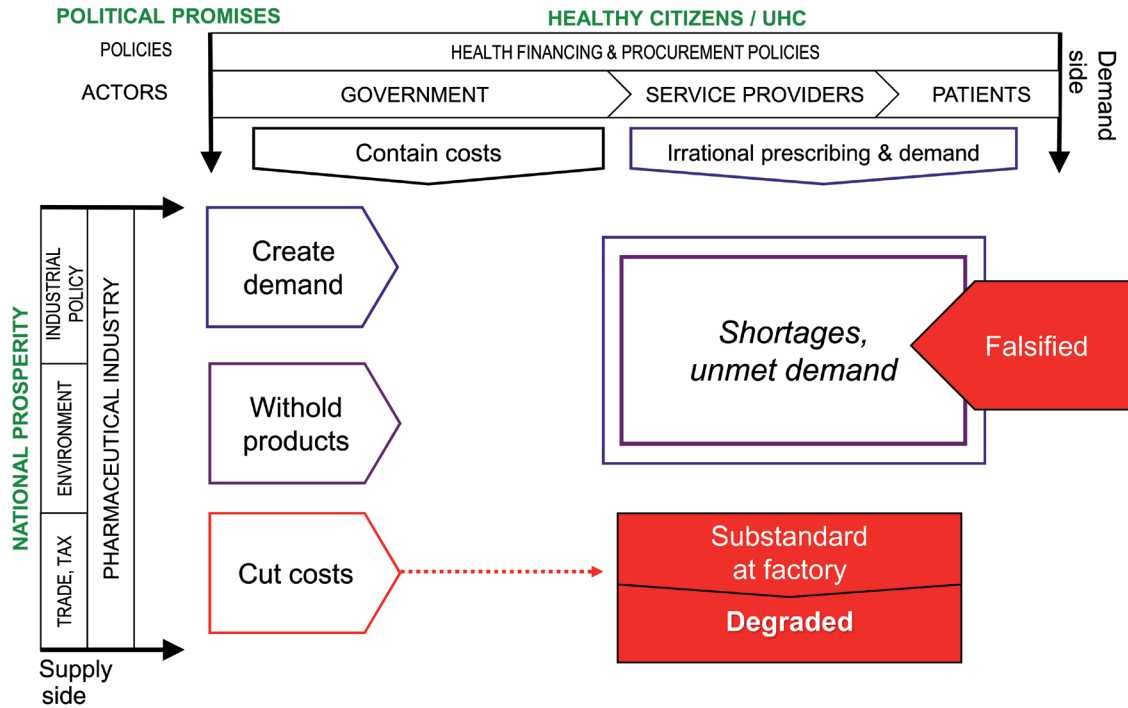 POLITICAL PROMISES
HEALTHY CITIZENS / UHC
POLICIES
HEALTH FINANCING & PROCUREMENT POLICIES
ACTORS
GOVERNMENT
SERVICE PROVIDERS
PATIENTS
Demand
side
Contain costs
Irrational prescribing & demand
NATIONAL PROSPERITY
INDUSTRIAL
POLICY
ENVIRONMENT
TRADE, TAX
PHARMACEUTICAL INDUSTRY
Create
demand
Withold
products
Cut costs
Shortages,
unmet demand
Falsified
Substandard
at factory
Degraded
Supply
side